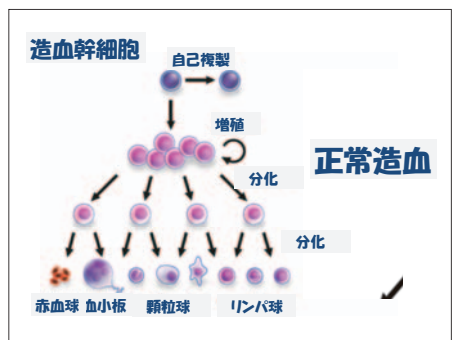 造血幹細胞
自己複製
増殖
正常造血
分化
分化
赤血球 血小板 顆粒球 リンパ球